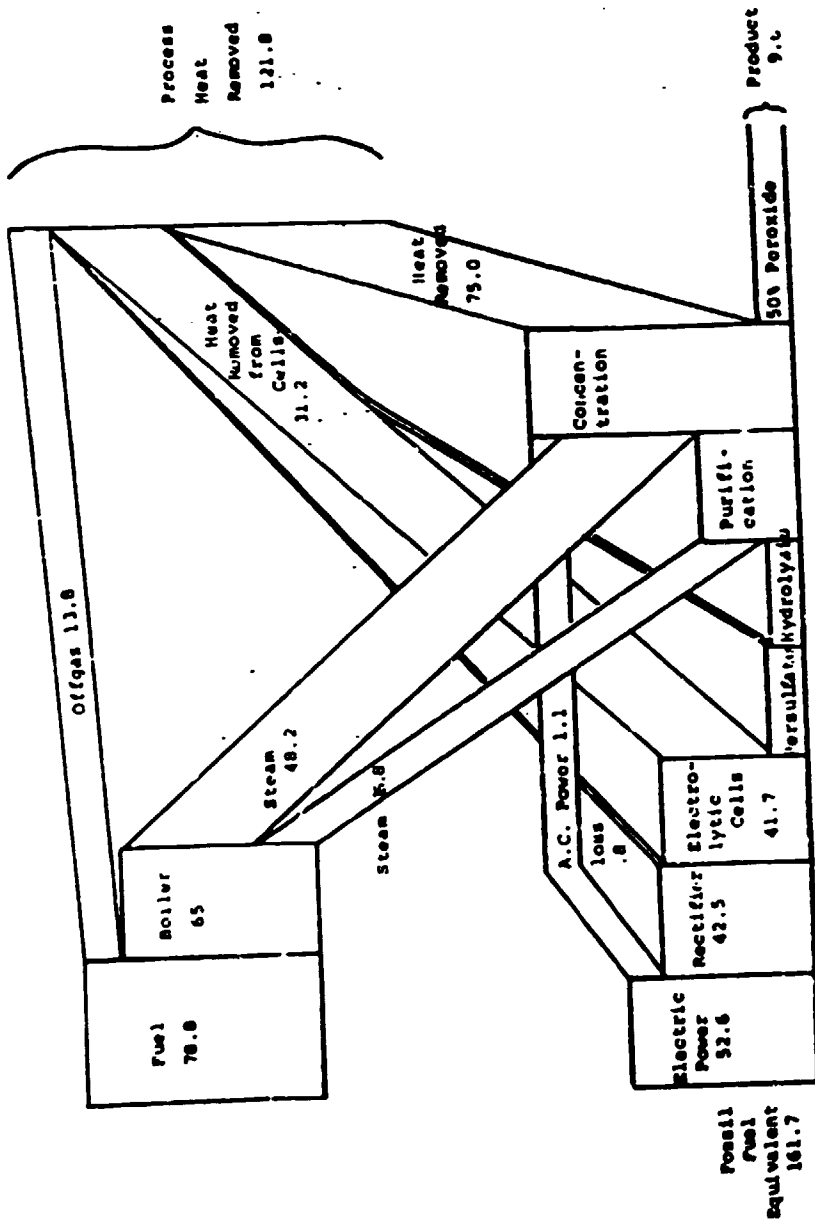 Process
Heat
Removed
121.8
Offgas 13.8
Fuel
78.8
Boiler
65
Steam
48.2
Steam 16.8
Heat
Removed
from
Cells
31.2
Heat
Removed
75.0
Fossil
Fuel
Equivalent
161.7
Electric
Power
52.6
Rectifier
42.5
A.C. Power 1.1
loss
.8
Electro-
lytic
Cells
41.7
Persulfate
Hydrolysis
Purifi-
cation
Concen-
tration
50% Peroxide
Product